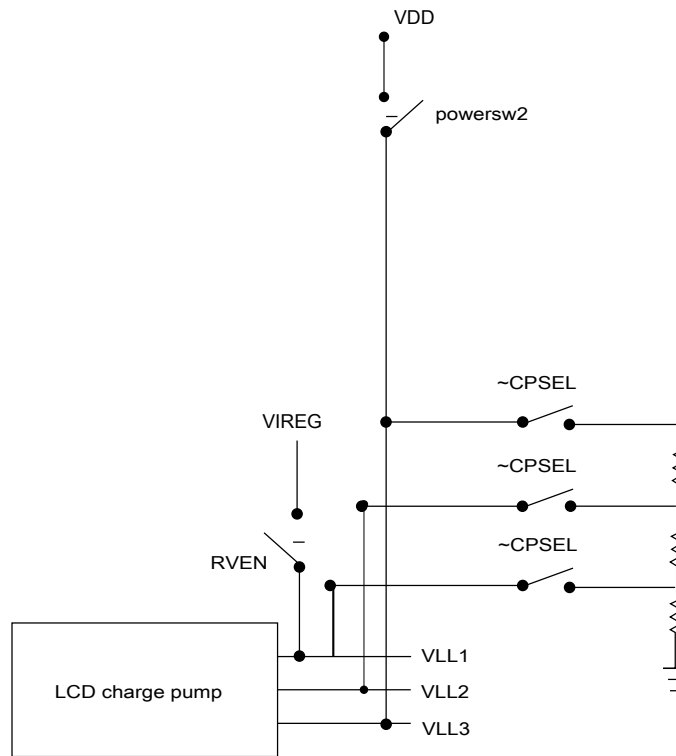 VDD
powersw2
~CPSEL
VIREG
~CPSEL
~CPSEL
RVEN
VLL1
LCD charge pump
VLL2
VLL3